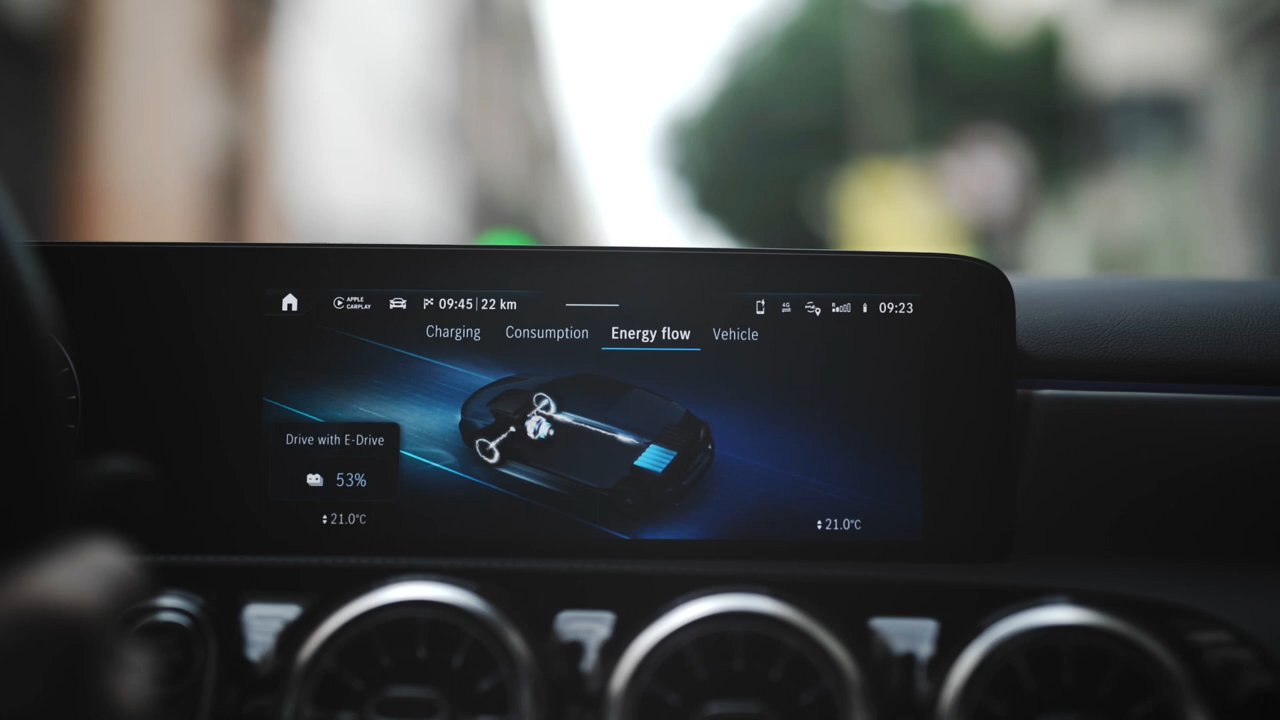 APPLE
CARPLAY
09:45 | 22 km
4G
09:23
Charging Consumption Energy flow Vehicle
Drive with E-Drive
53%
21.0°C
21.0°C